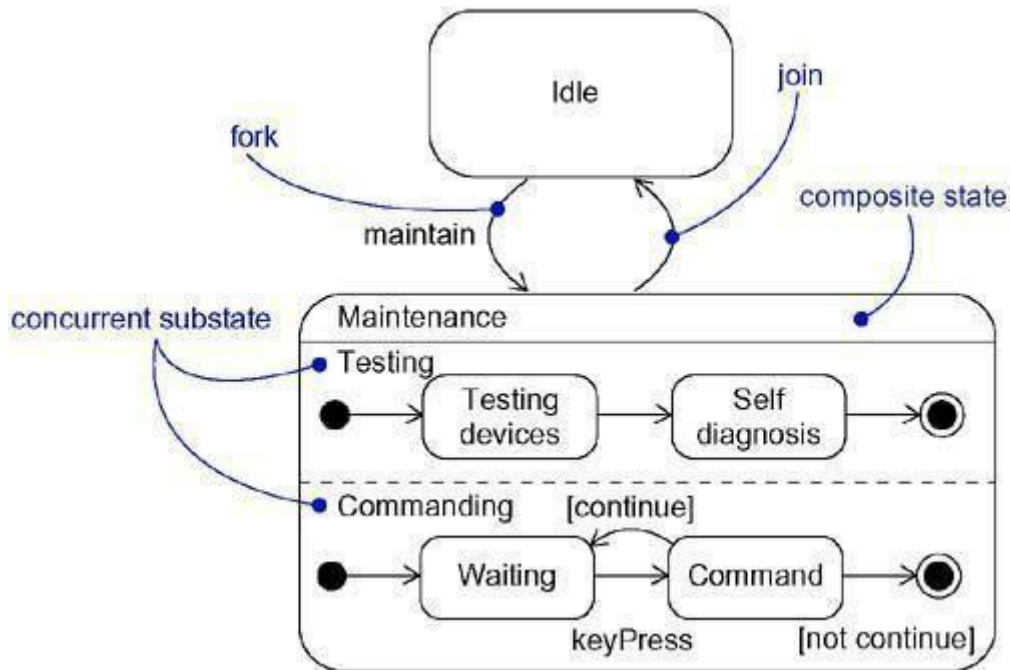 Idle
join
fork
composite state
maintain
concurrent substate
Maintenance
Testing
Testing
devices
Self
diagnosis
Commanding
[continue]
Waiting
Command
keyPress
[not continue]